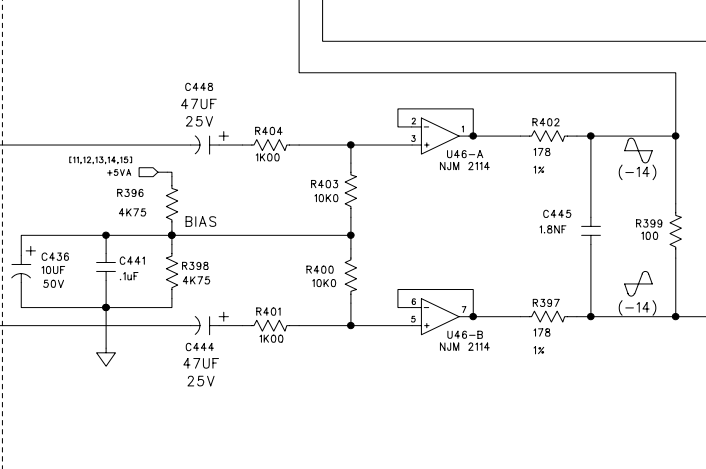 C448
47UF
25V
+
R404
1K00
[11,12,13,14,15]
+5VA
R396
4K75
BIAS
R403
10K0
2
−
1
3
+
U46-A
NJM 2114
R402
178
1%
(-14)
C445
1.8NF
R399
100
+
C436
10UF
50V
C441
.1uF
R398
4K75
R400
10K0
R401
1K00
+
C444
47UF
25V
6
−
7
5
+
U46-B
NJM 2114
R397
178
1%
(-14)